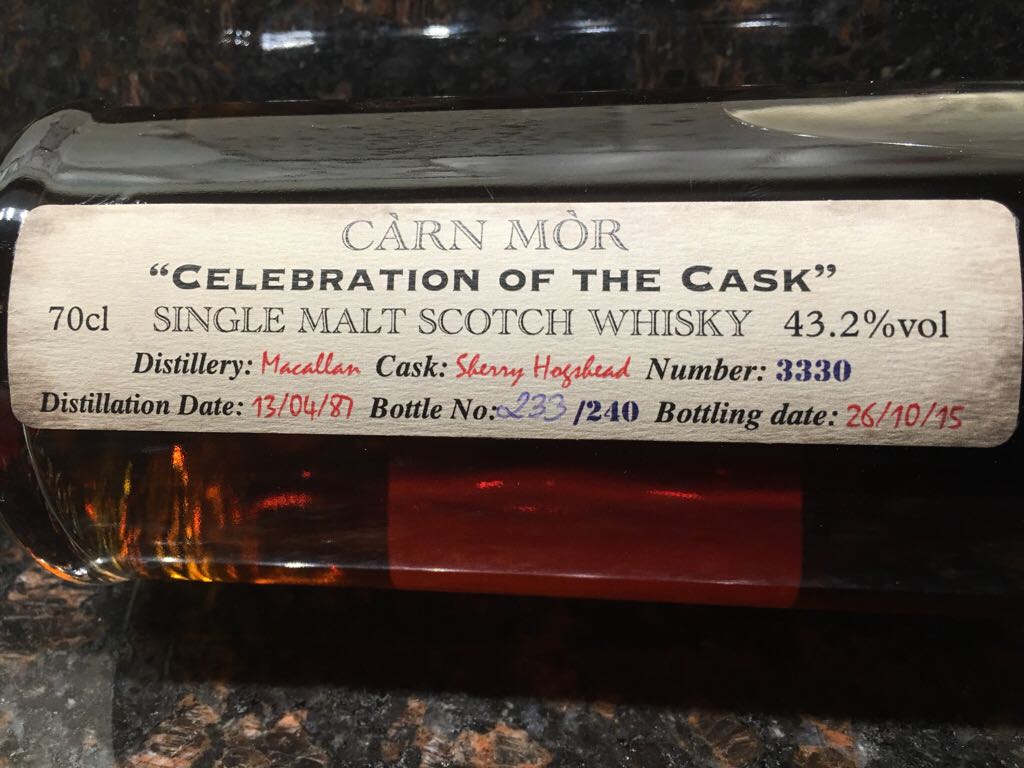 CÀRN MÒR
“CELEBRATION OF THE CASK”
70cl SINGLE MALT SCOTCH WHISKY 43.2%vol
Distillery: Macallan Cask: Sherry Hogshead Number: 3330
Distillation Date: 13/04/87 Bottle No: 233/240 Bottling date: 26/10/15